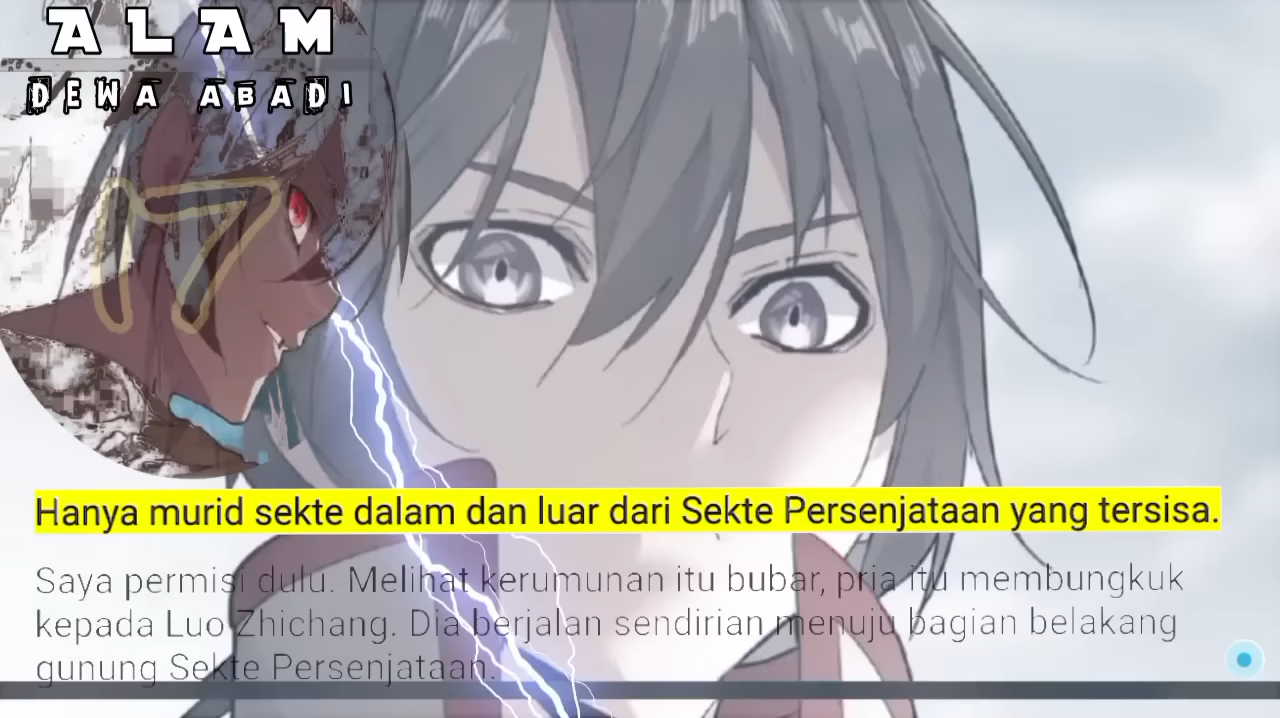 ALAM
DEWA ABADI
17
Hanya murid sekte dalam dan luar dari Sekte Persenjataan yang tersisa.
Saya permisi dulu. Melihat kerumunan itu bubar, pria itu membungkuk
kepada Luo Zhichang. Dia berjalan sendirian menuju bagian belakang
gunung Sekte Persenjataan.